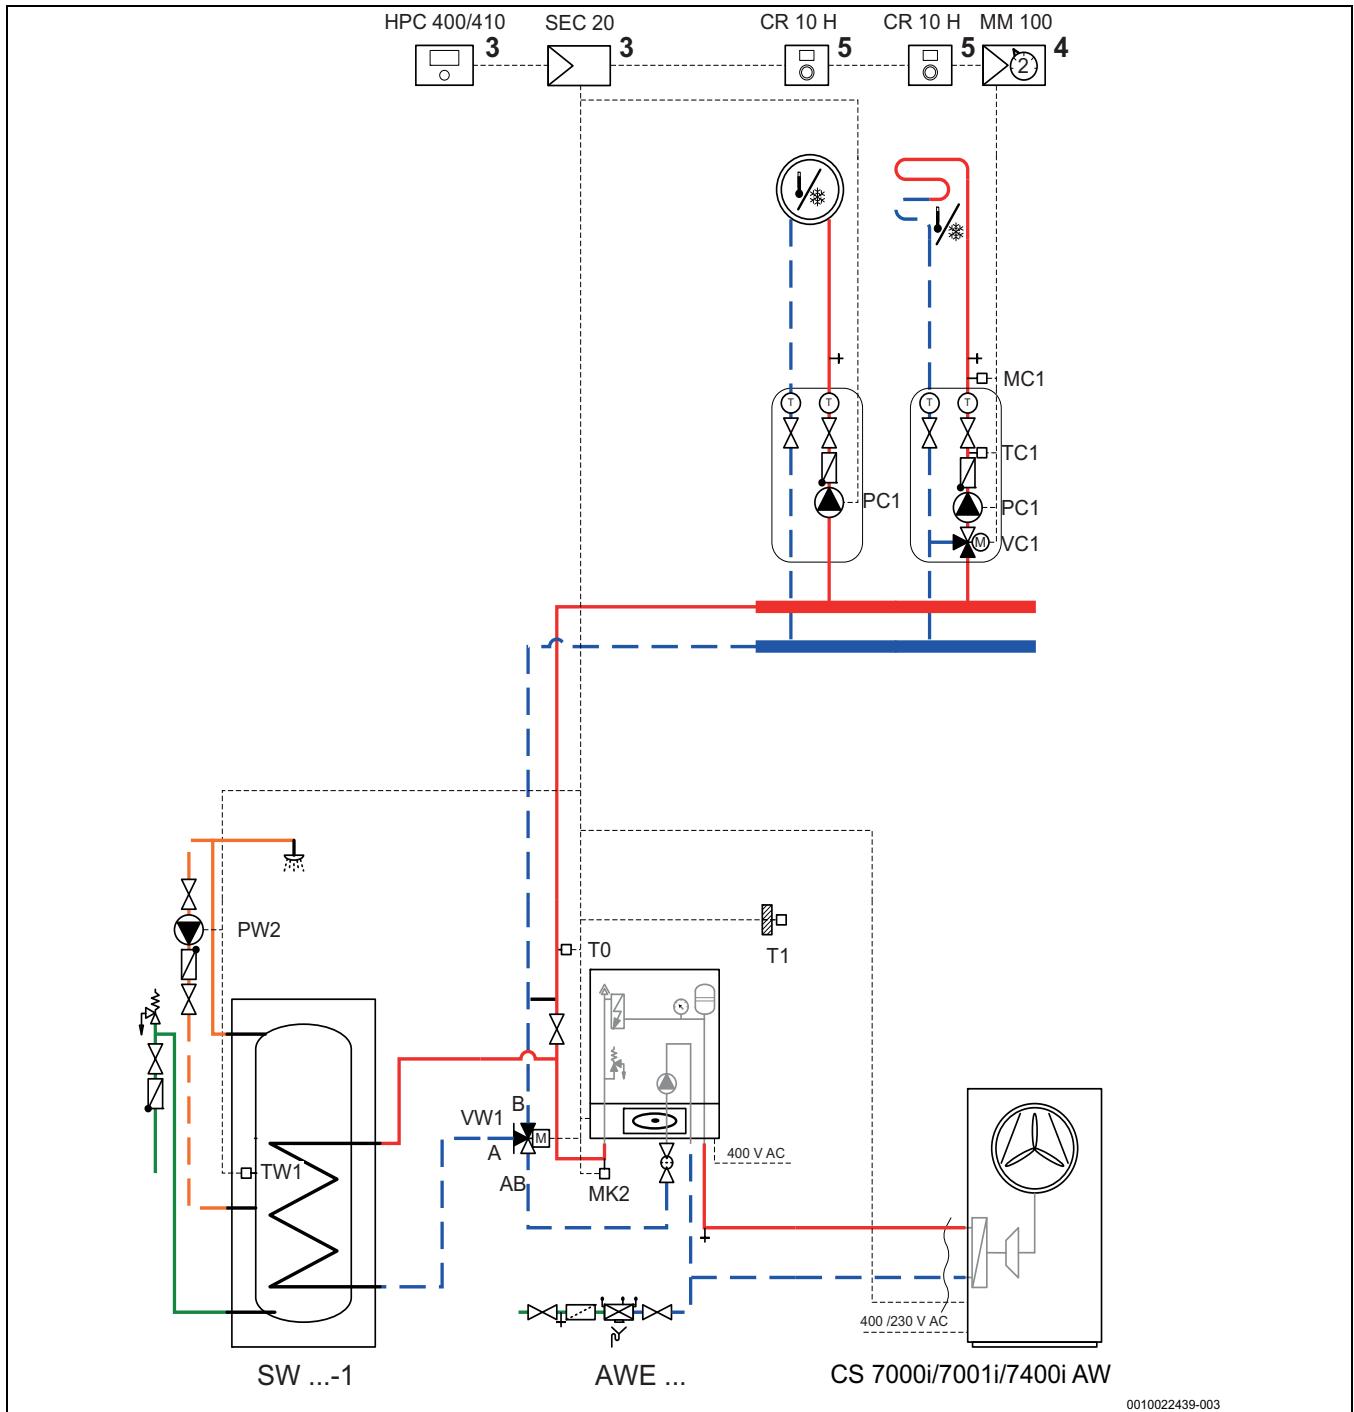 HPC 400/410
3
SEC 20
3
CR 10 H
5
CR 10 H
5
MM 100
4
2
MC1
T
T
T
T
TC1
PC1
PC1
M
VC1
PW2
T0
T1
B
VW1
M
A
AB
TW1
MK2
400 V AC
400 /230 V AC
SW ...-1
AWE ...
CS 7000i/7001i/7400i AW
0010022439-003